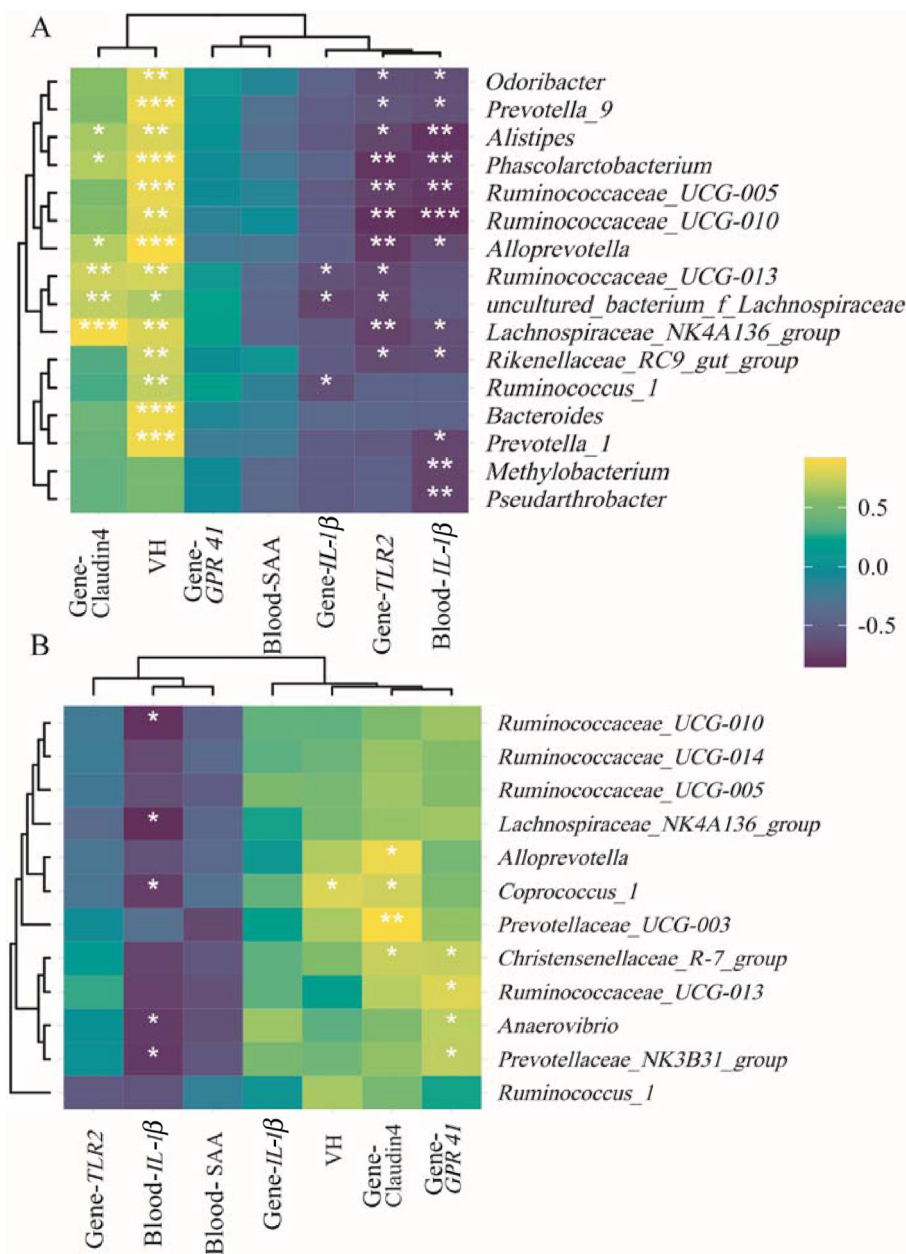 A
** * * Odoribacter
*** * * Prevotella_9
* ** * ** Alistipes
* *** ** ** Phascolarctobacterium
*** ** ** Ruminococcaceae_UCG-005
** ** *** Ruminococcaceae_UCG-010
* *** ** * Alloprevotella
** ** * * Ruminococcaceae_UCG-013
** * * * uncultured_bacterium_f_Lachnospiraceae
*** ** ** * Lachnospiraceae_NK4A136_group
** * * Rikenellaceae_RC9_gut_group
** * Ruminococcus_1
*** Bacteroides
*** * Prevotella_1
** Methylobacterium
** Pseudarthrobacter
Gene-
Claudin4
VH
Gene-
GPR 41
Blood-SAA
Gene-IL-1β
Gene-TLR2
Blood-IL-1β
0.5
0.0
-0.5
B
* Ruminococcaceae_UCG-010
Ruminococcaceae_UCG-014
Ruminococcaceae_UCG-005
* Lachnospiraceae_NK4A136_group
* Alloprevotella
* * * Coprococcus_1
** Prevotellaceae_UCG-003
* * Christensenellaceae_R-7_group
* Ruminococcaceae_UCG-013
* * Anaerovibrio
* * Prevotellaceae_NK3B31_group
Ruminococcus_1
Gene-TLR2
Blood-IL-1β
Blood- SAA
Gene-IL-1β
VH
Gene-
Claudin4
Gene-
GPR 41